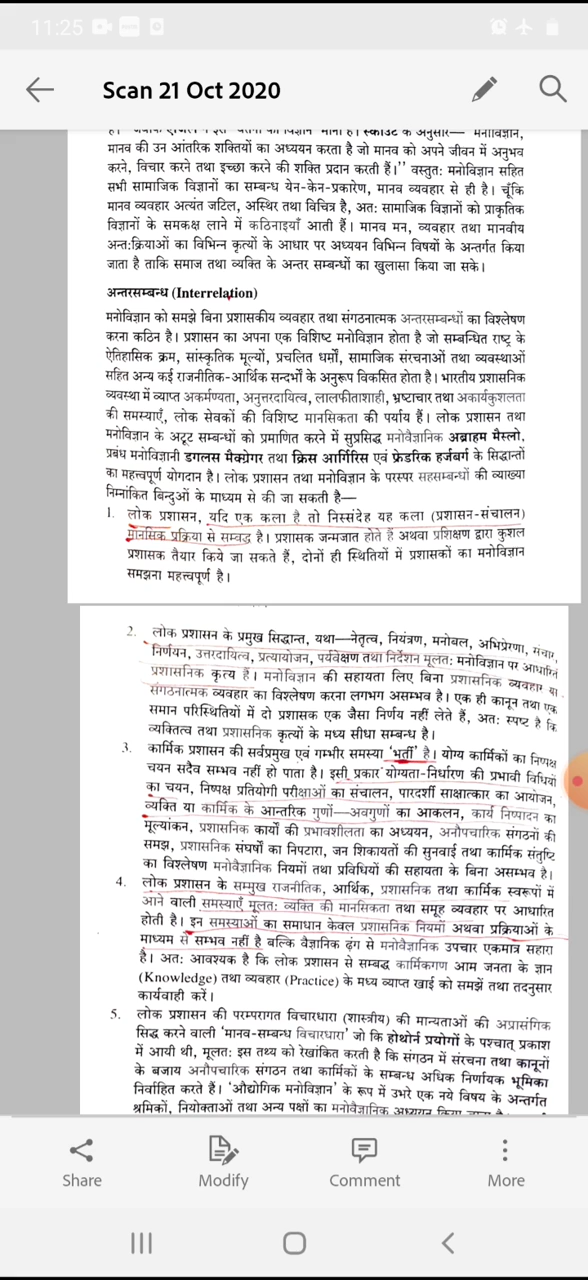 11:25
Scan 21 Oct 2020
मानव की उन आंतरिक शक्तियों का अध्ययन करता है जो मानव को अपने जीवन में अनुभव
करने, विचार करने तथा इच्छा करने की शक्ति प्रदान करती हैं।'' वस्तुत: मनोविज्ञान सहित
सभी सामाजिक विज्ञानों का सम्बन्ध येन-केन-प्रकारेण, मानव व्यवहार से ही है। चूँकि
मानव व्यवहार अत्यंत जटिल, अस्थिर तथा विचित्र है, अत: सामाजिक विज्ञानों को प्राकृतिक
विज्ञानों के समकक्ष लाने में कठिनाइयाँ आती हैं। मानव मन, व्यवहार तथा मानवीय
अन्त:क्रियाओं का विभिन्न कृत्यों के आधार पर अध्ययन विभिन्न विषयों के अन्तर्गत किया
जाता है ताकि समाज तथा व्यक्ति के अन्तर सम्बन्धों का खुलासा किया जा सके।
अन्तरसम्बन्ध (Interrelation)
मनोविज्ञान को समझे बिना प्रशासकीय व्यवहार तथा संगठनात्मक अन्तरसम्बन्धों का विश्लेषण
करना कठिन है। प्रशासन का अपना एक विशिष्ट मनोविज्ञान होता है जो सम्बन्धित राष्ट्र के
ऐतिहासिक क्रम, सांस्कृतिक मूल्यों, प्रचलित धर्मों, सामाजिक संरचनाओं तथा व्यवस्थाओं
सहित अन्य कई राजनीतिक-आर्थिक सन्दर्भों के अनुरूप विकसित होता है। भारतीय प्रशासनिक
व्यवस्था में व्याप्त अकर्मण्यता, अनुत्तरदायित्व, लालफीताशाही, भ्रष्टाचार तथा अकार्यकुशलता
की समस्याएँ, लोक सेवकों की विशिष्ट मानसिकता की पर्याय हैं। लोक प्रशासन तथा
मनोविज्ञान के अटूट सम्बन्धों को प्रमाणित करने में सुप्रसिद्ध मनोवैज्ञानिक अब्राहम मैस्लो,
प्रबंध मनोविज्ञानी डगलस मैक्ग्रेगर तथा क्रिस आर्गिरिस एवं फ्रेडरिक हर्जबर्ग के सिद्धान्तों
का महत्त्वपूर्ण योगदान है। लोक प्रशासन तथा मनोविज्ञान के परस्पर सहसम्बन्धों की व्याख्या
निम्नांकित बिन्दुओं के माध्यम से की जा सकती है—
1. लोक प्रशासन, यदि एक कला है तो निस्संदेह यह कला (प्रशासन-संचालन)
मानसिक प्रक्रिया से सम्बद्ध है। प्रशासक जन्मजात होते हैं अथवा प्रशिक्षण द्वारा कुशल
प्रशासक तैयार किये जा सकते हैं, दोनों ही स्थितियों में प्रशासकों का मनोविज्ञान
समझना महत्त्वपूर्ण है।
2. लोक प्रशासन के प्रमुख सिद्धान्त, यथा—नेतृत्व, नियंत्रण, मनोबल, अभिप्रेरणा, संचार,
निर्णयन, उत्तरदायित्व, प्रत्यायोजन, पर्यवेक्षण तथा निर्देशन मूलत: मनोविज्ञान पर आधारित
प्रशासनिक कृत्य हैं। मनोविज्ञान की सहायता लिए बिना प्रशासनिक व्यवहार या
संगठनात्मक व्यवहार का विश्लेषण करना लगभग असम्भव है। एक ही कानून तथा एक
समान परिस्थितियों में दो प्रशासक एक जैसा निर्णय नहीं लेते हैं, अत: स्पष्ट है कि
व्यक्तित्व तथा प्रशासनिक कृत्यों के मध्य सीधा सम्बन्ध है।
3. कार्मिक प्रशासन की सर्वप्रमुख एवं गम्भीर समस्या 'भर्ती' है। योग्य कार्मिकों का निष्पक्ष
चयन सदैव सम्भव नहीं हो पाता है। इसी प्रकार योग्यता-निर्धारण की प्रभावी विधियों
का चयन, निष्पक्ष प्रतियोगी परीक्षाओं का संचालन, पारदर्शी साक्षात्कार का आयोजन,
व्यक्ति या कार्मिक के आन्तरिक गुणों—अवगुणों का आकलन, कार्य निष्पादन का
मूल्यांकन, प्रशासनिक कार्यों की प्रभावशीलता का अध्ययन, अनौपचारिक संगठनों की
समझ, प्रशासनिक संघर्षों का निपटारा, जन शिकायतों की सुनवाई तथा कार्मिक संतुष्टि
का विश्लेषण मनोवैज्ञानिक नियमों तथा प्रविधियों की सहायता के बिना असम्भव है।
4. लोक प्रशासन के सम्मुख राजनीतिक, आर्थिक, प्रशासनिक तथा कार्मिक स्वरूपों में
आने वाली समस्याएँ मूलत: व्यक्ति की मानसिकता तथा समूह व्यवहार पर आधारित
होती है। इन समस्याओं का समाधान केवल प्रशासनिक नियमों अथवा प्रक्रियाओं के
माध्यम से सम्भव नहीं है बल्कि वैज्ञानिक ढंग से मनोवैज्ञानिक उपचार एकमात्र सहारा
है। अत: आवश्यक है कि लोक प्रशासन से सम्बद्ध कार्मिकगण आम जनता के ज्ञान
(Knowledge) तथा व्यवहार (Practice) के मध्य व्याप्त खाई को समझें तथा तदनुसार
कार्यवाही करें।
5. लोक प्रशासन की परम्परागत विचारधारा (शास्त्रीय) की मान्यताओं की अप्रासंगिक
सिद्ध करने वाली 'मानव-सम्बन्ध विचारधारा' जो कि होथोर्न प्रयोगों के पश्चात् प्रकाश
में आयी थी, मूलत: इस तथ्य को रेखांकित करती है कि संगठन में संरचना तथा कानूनों
के बजाय अनौपचारिक संगठन तथा कार्मिकों के सम्बन्ध अधिक निर्णायक भूमिका
निर्वाहित करते हैं। 'औद्योगिक मनोविज्ञान' के रूप में उभरे एक नये विषय के अन्तर्गत
श्रमिकों, नियोक्ताओं तथा अन्य पक्षों का मनोवैज्ञानिक अध्ययन
Share
Modify
Comment
More